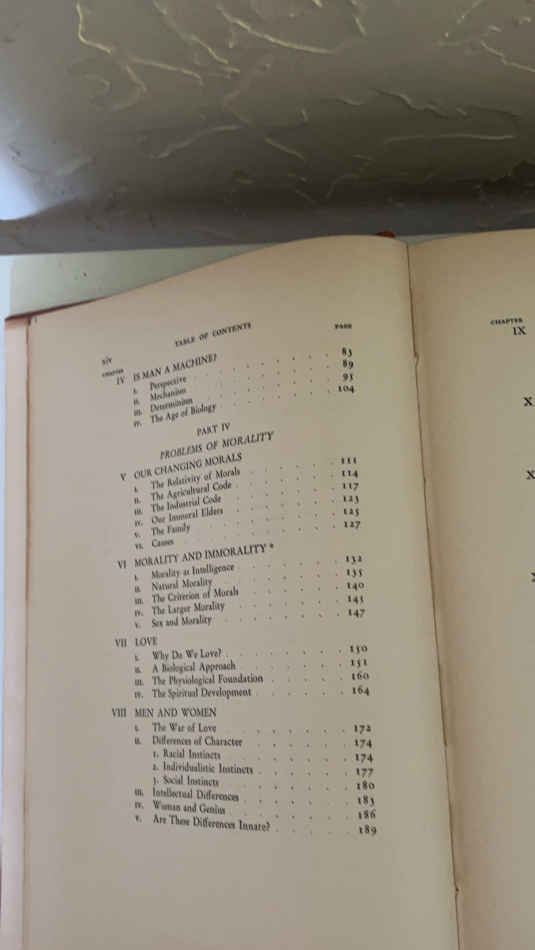 xiv TABLE OF CONTENTS
CHAPTER PAGE
IV IS MAN A MACHINE?
i. Perspective . . . . . . . 83
ii. Mechanism . . . . . . . 89
iii. Determinism . . . . . . . 93
iv. The Age of Biology . . . . . . 104
PART IV
PROBLEMS OF MORALITY
V OUR CHANGING MORALS
i. The Relativity of Morals . . . . . 111
ii. The Agricultural Code . . . . . . 114
iii. The Industrial Code . . . . . . 117
iv. Our Immoral Elders . . . . . . 123
v. The Family . . . . . . . 125
vi. Causes . . . . . . . . 127
VI MORALITY AND IMMORALITY *
i. Morality as Intelligence . . . . . 132
ii. Natural Morality . . . . . . 135
iii. The Criterion of Morals . . . . . 140
iv. The Larger Morality . . . . . . 143
v. Sex and Morality . . . . . . 147
VII LOVE
i. Why Do We Love? . . . . . . 150
ii. A Biological Approach . . . . . 151
iii. The Physiological Foundation . . . . 160
iv. The Spiritual Development . . . . . 164
VIII MEN AND WOMEN
i. The War of Love . . . . . . 172
ii. Differences of Character . . . . . 174
1. Racial Instincts . . . . . . 174
2. Individualistic Instincts . . . . . 177
3. Social Instincts . . . . . . 180
iii. Intellectual Differences . . . . . 183
iv. Woman and Genius . . . . . . 186
v. Are These Differences Innate? . . . . 189
CHAPTER
IX
X